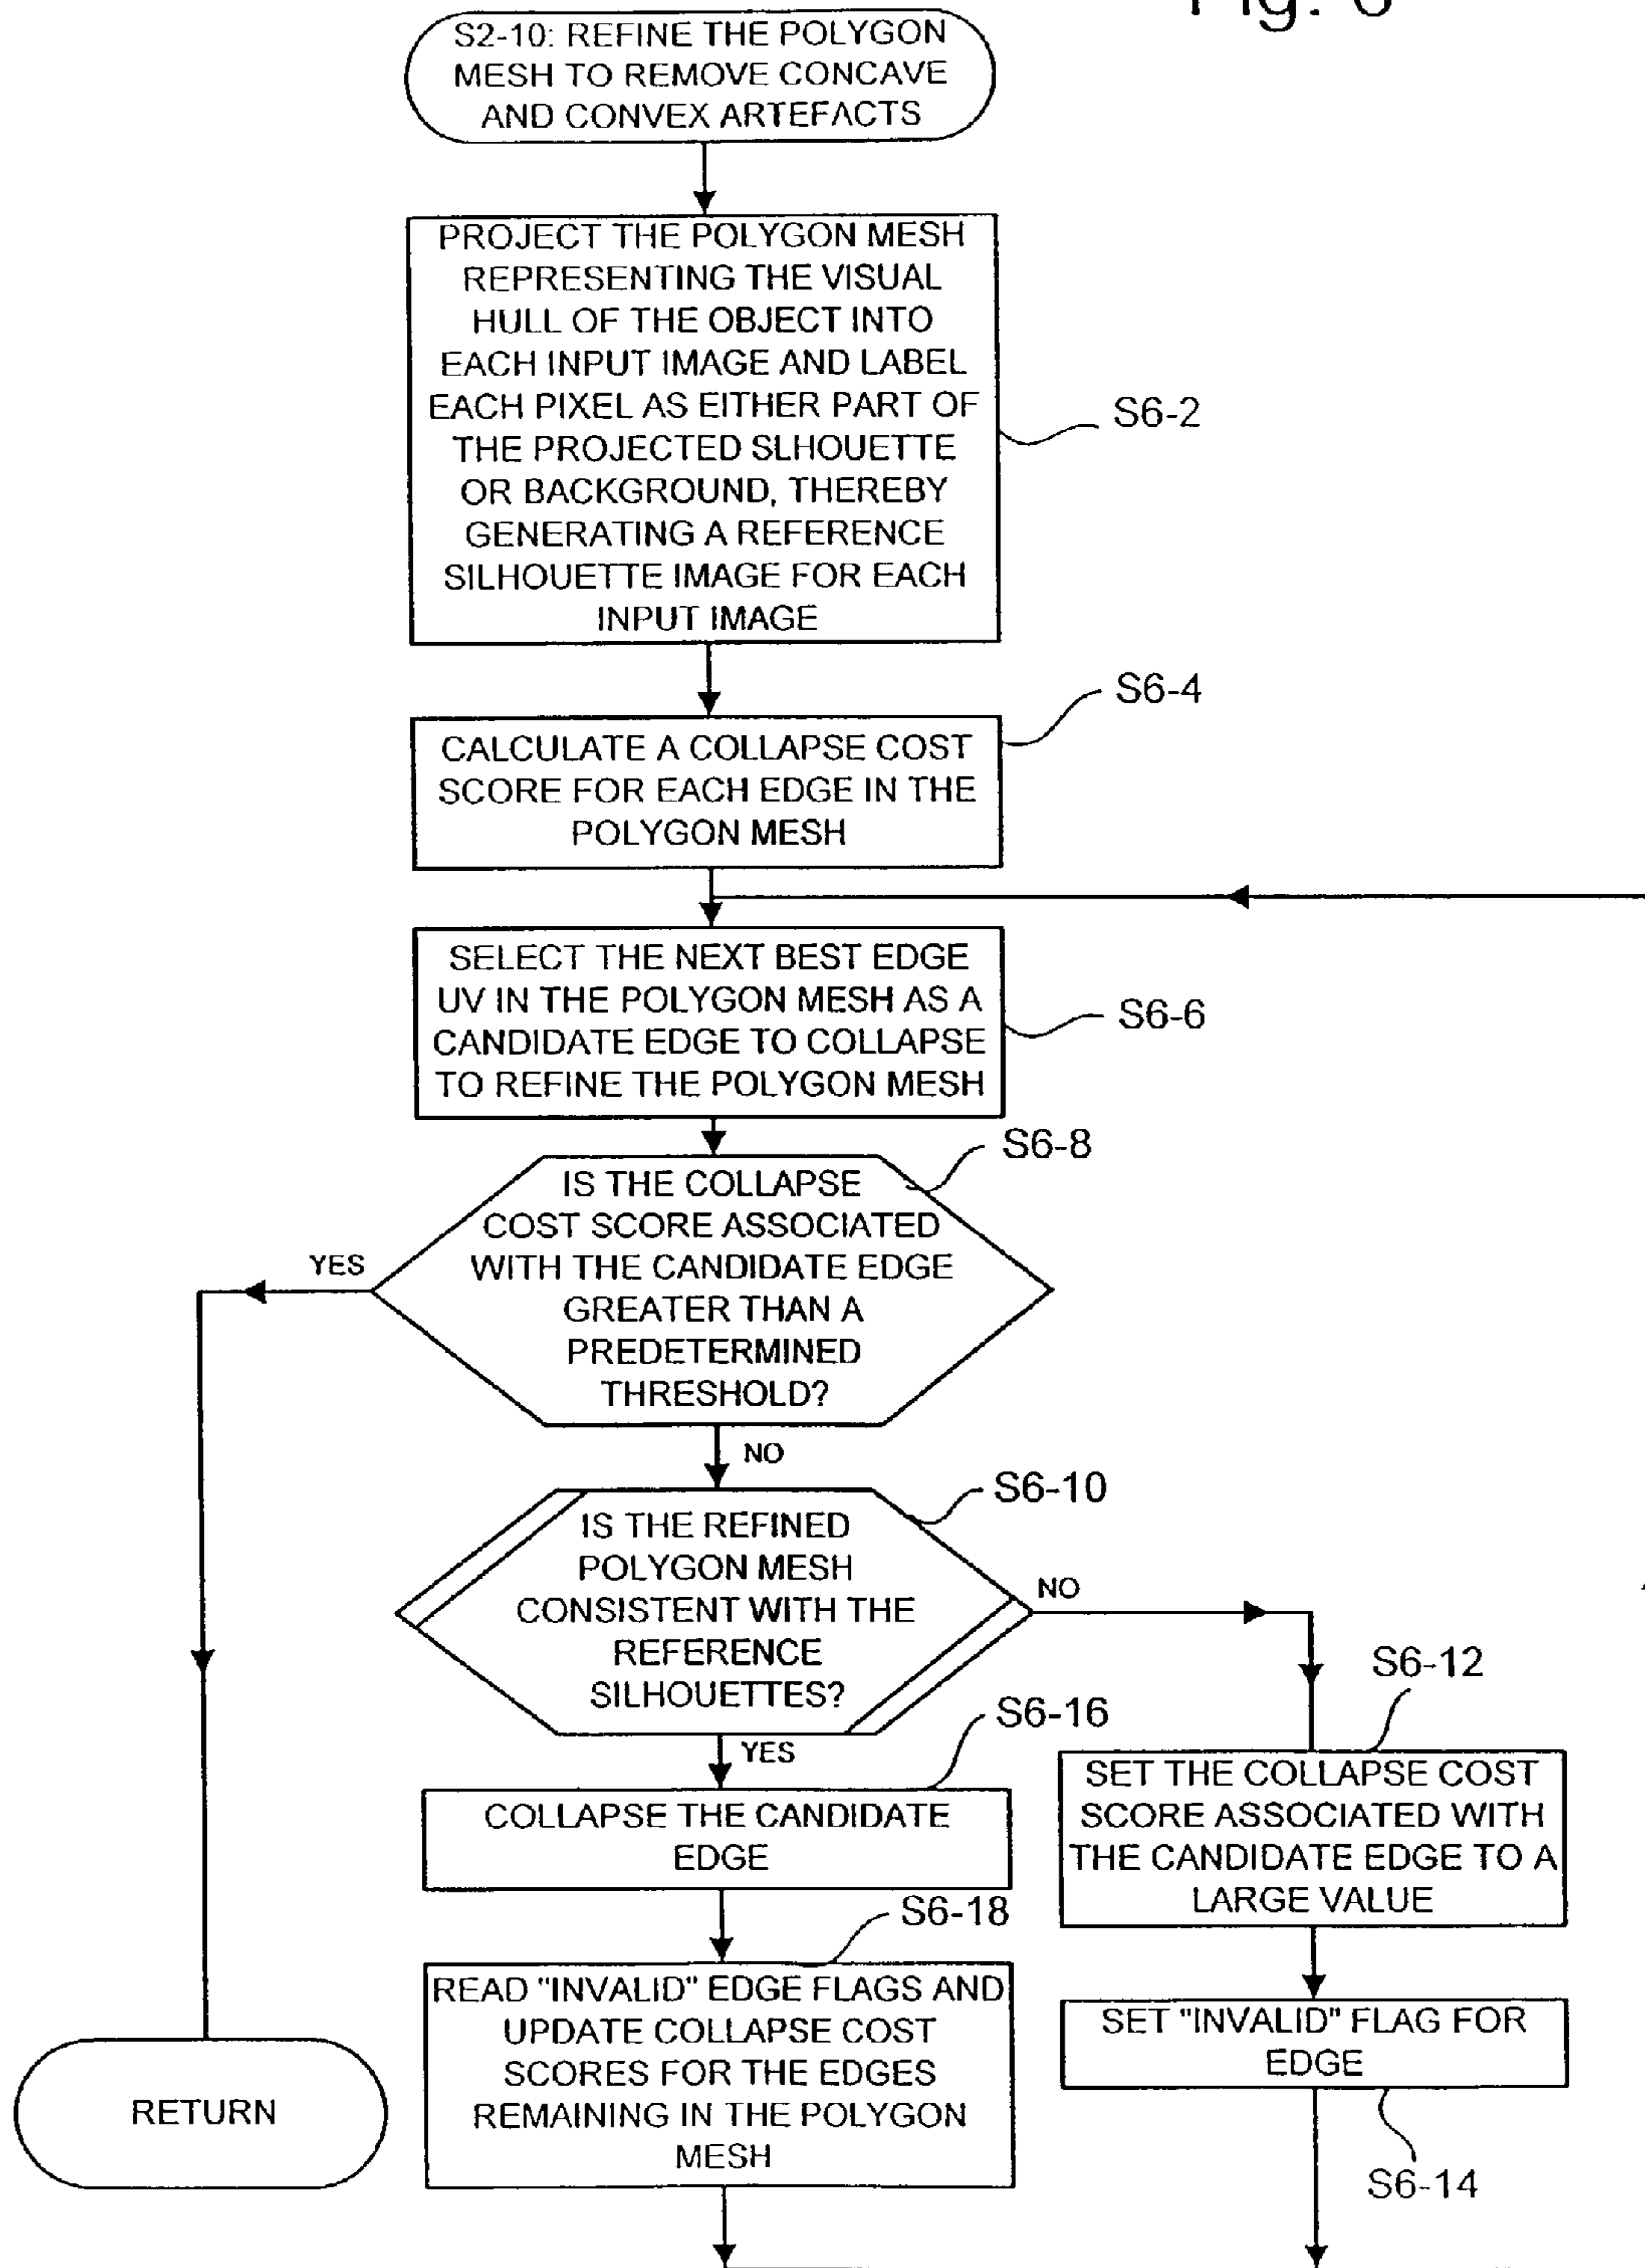 Fig. 6
S2-10: REFINE THE POLYGON
MESH TO REMOVE CONCAVE
AND CONVEX ARTEFACTS
PROJECT THE POLYGON MESH
REPRESENTING THE VISUAL
HULL OF THE OBJECT INTO
EACH INPUT IMAGE AND LABEL
EACH PIXEL AS EITHER PART OF
THE PROJECTED SLHOUETTE
OR BACKGROUND, THEREBY
GENERATING A REFERENCE
SILHOUETTE IMAGE FOR EACH
INPUT IMAGE
S6-2
S6-4
CALCULATE A COLLAPSE COST
SCORE FOR EACH EDGE IN THE
POLYGON MESH
SELECT THE NEXT BEST EDGE
UV IN THE POLYGON MESH AS A
CANDIDATE EDGE TO COLLAPSE
TO REFINE THE POLYGON MESH
S6-6
S6-8
IS THE COLLAPSE
COST SCORE ASSOCIATED
WITH THE CANDIDATE EDGE
GREATER THAN A
PREDETERMINED
THRESHOLD?
YES
NO
S6-10
IS THE REFINED
POLYGON MESH
CONSISTENT WITH THE
REFERENCE
SILHOUETTES?
NO
YES
S6-12
SET THE COLLAPSE COST
SCORE ASSOCIATED WITH
THE CANDIDATE EDGE TO A
LARGE VALUE
S6-16
COLLAPSE THE CANDIDATE
EDGE
S6-18
READ "INVALID" EDGE FLAGS AND
UPDATE COLLAPSE COST
SCORES FOR THE EDGES
REMAINING IN THE POLYGON
MESH
SET "INVALID" FLAG FOR
EDGE
S6-14
RETURN